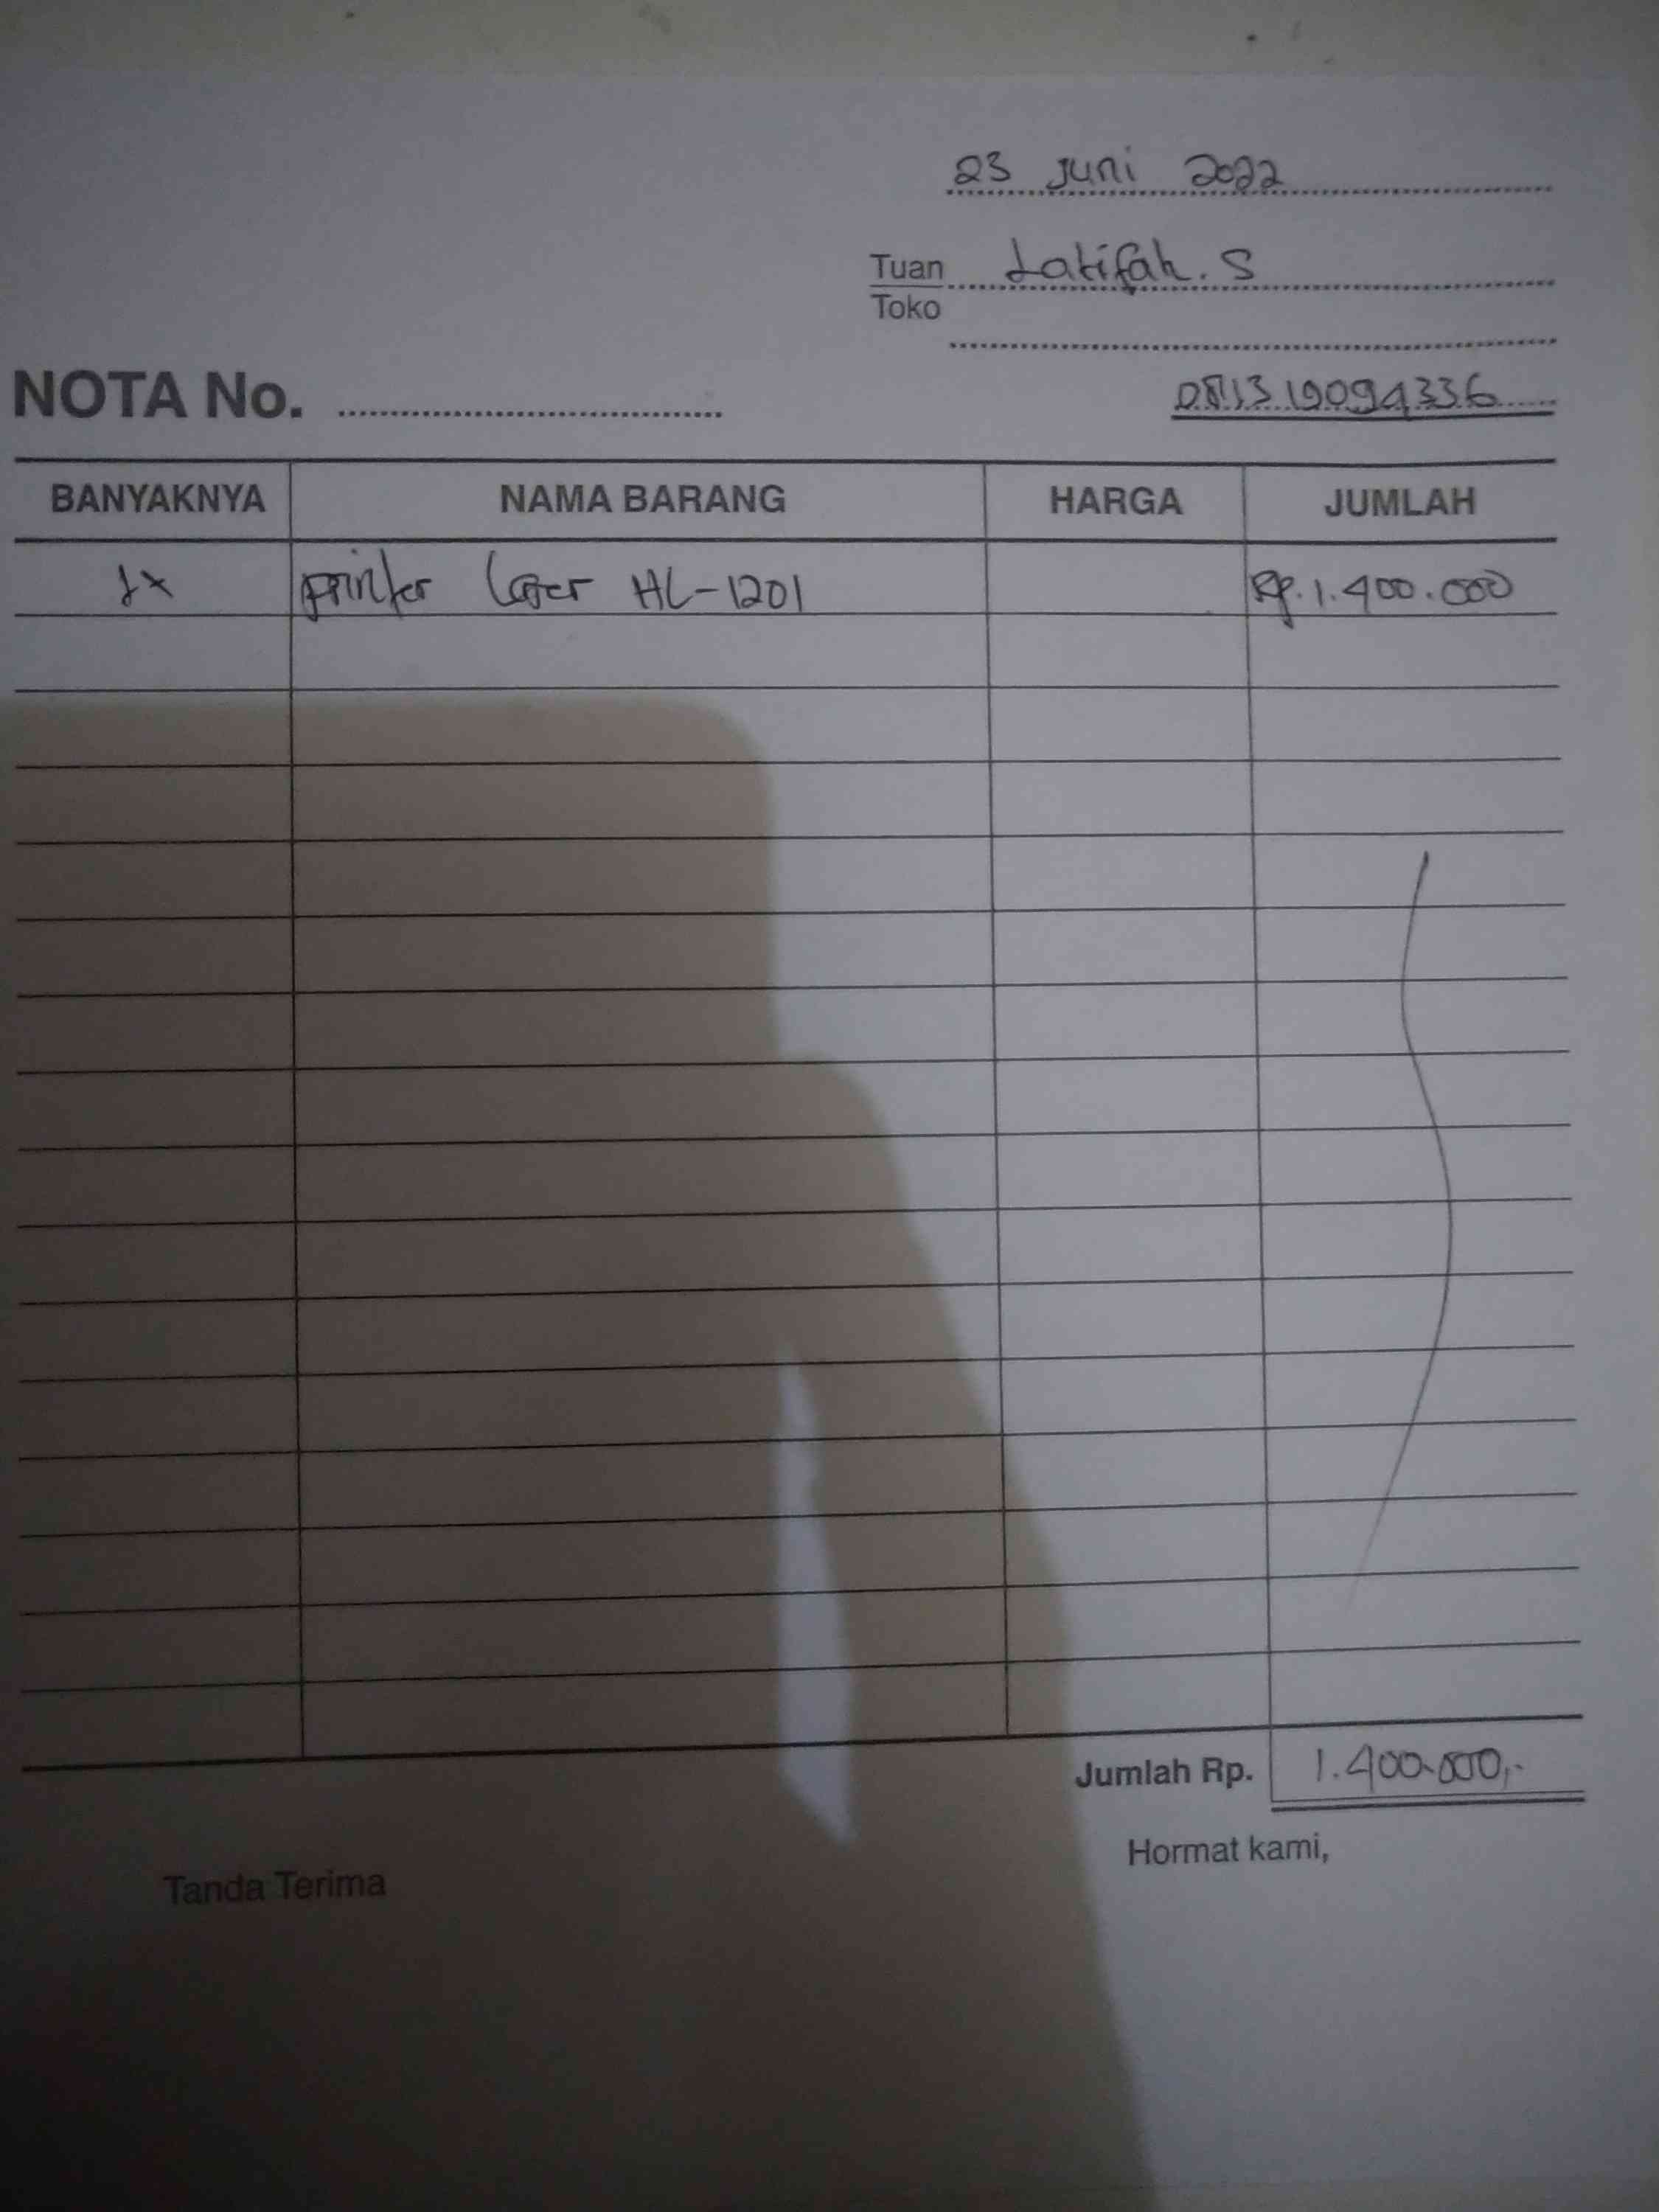 23 Juni 2022
Tuan Latifah. S
Toko
NOTA No.
081319094336
BANYAKNYA NAMA BARANG HARGA JUMLAH
1x printer laser HL-1201 Rp. 1.400.000
Jumlah Rp. 1.400.000,-
Hormat kami,
Tanda Terima